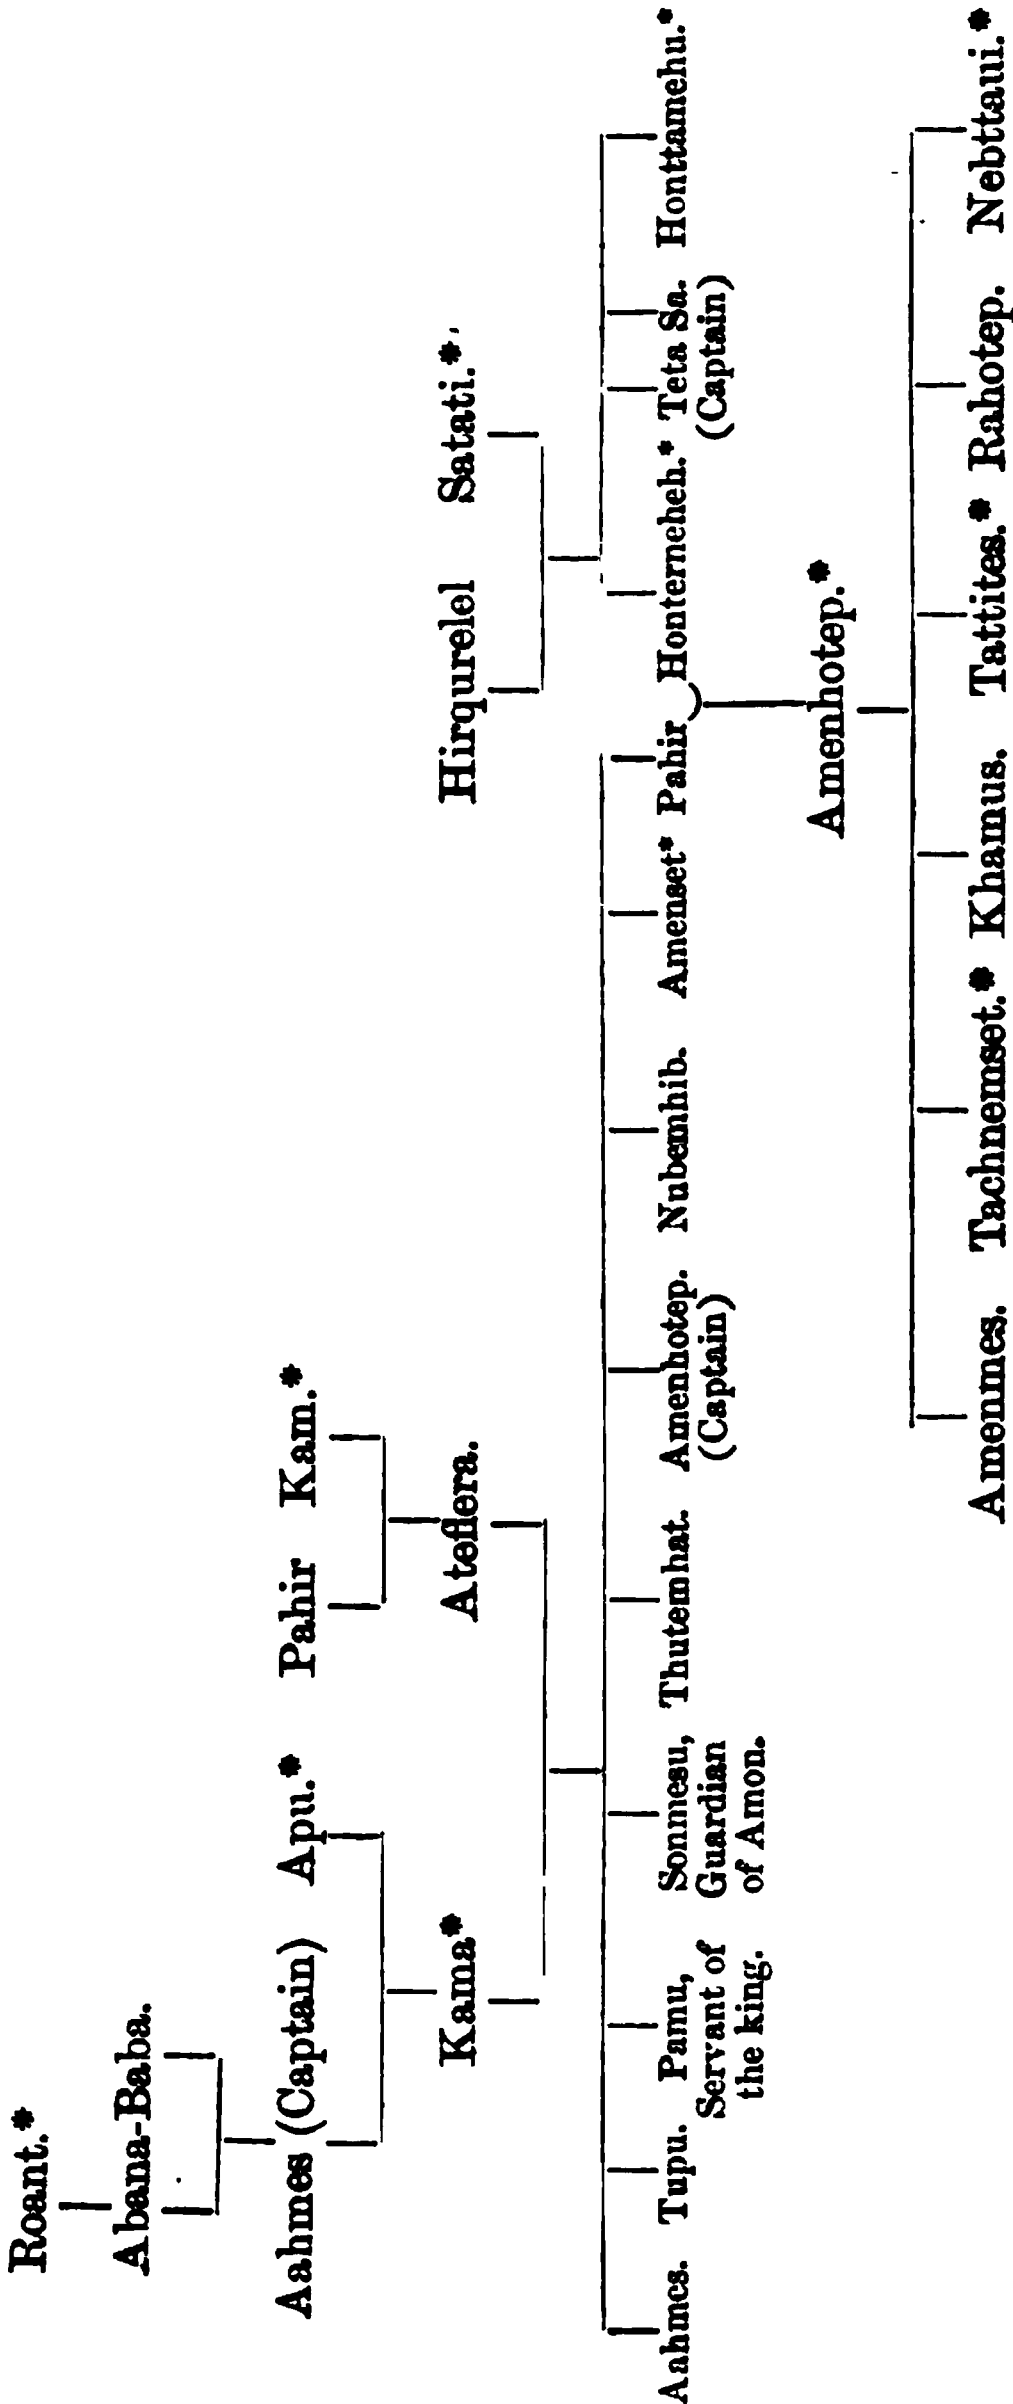 Roant.*
Abana-Baba.
Aahmes (Captain) Apu.* Pahir Kam.*
Kama* Ateflera. Hirqurelel Satati.*
Aahmes. Tupu. Pamu, Sonmesu, Thutemhat. Amenhotep. Nubemhib. Amenset* Pahir Honterneheh.* Teta Sa. Honttamehu.*
Servant of Guardian (Captain) (Captain)
the king. of Amon.
Amenhotep.*
Amenmes. Tachnemset.* Khamus. Tattites.* Rahotep. Nebttaui.*